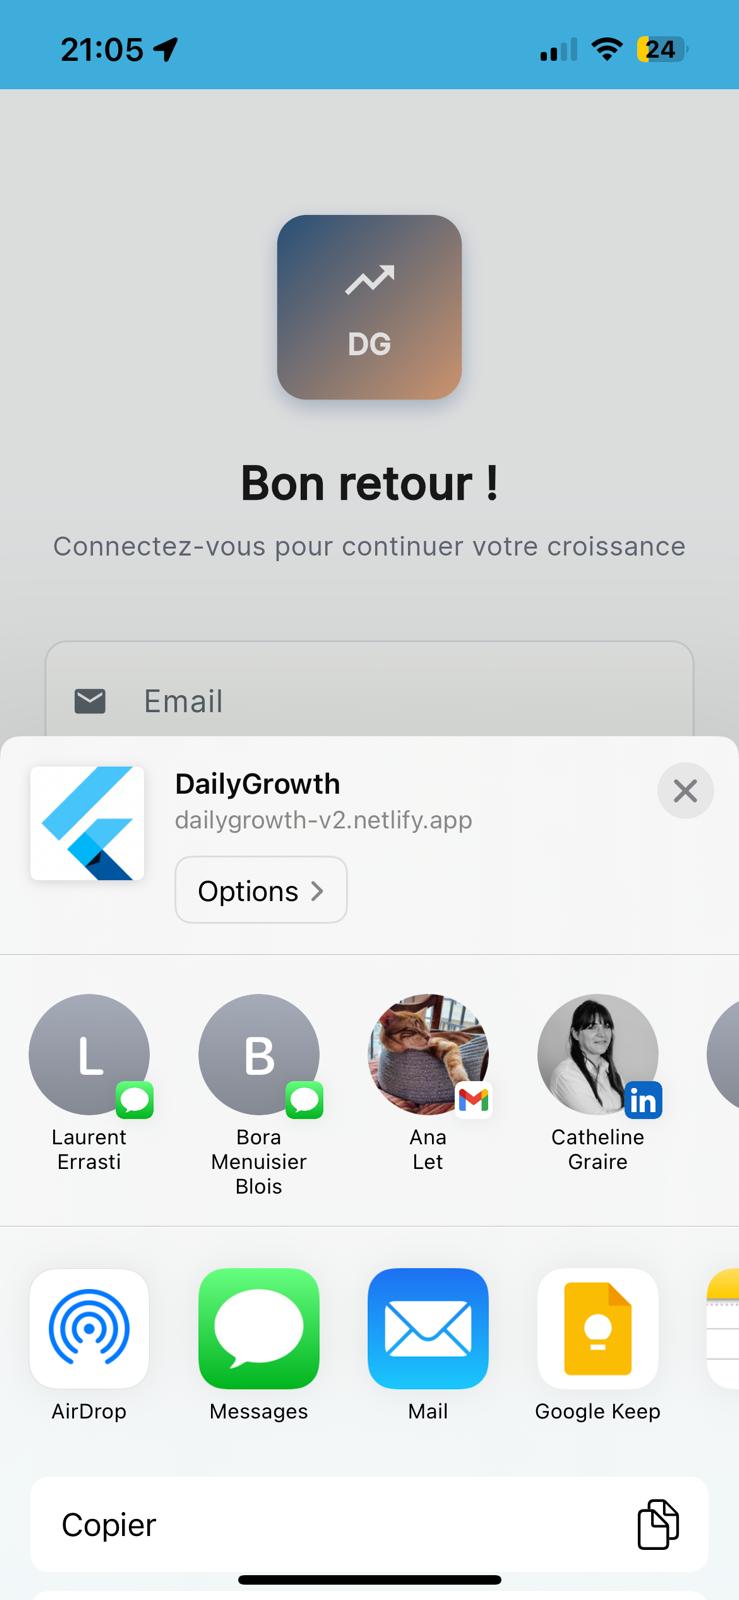 21:05
24
DG
Bon retour !
Connectez-vous pour continuer votre croissance
Email
DailyGrowth
dailygrowth-v2.netlify.app
Options
L
B
in
Laurent
Errasti
Bora
Menuisier
Blois
Ana
Let
Catheline
Graire
AirDrop
Messages
Mail
Google Keep
Copier